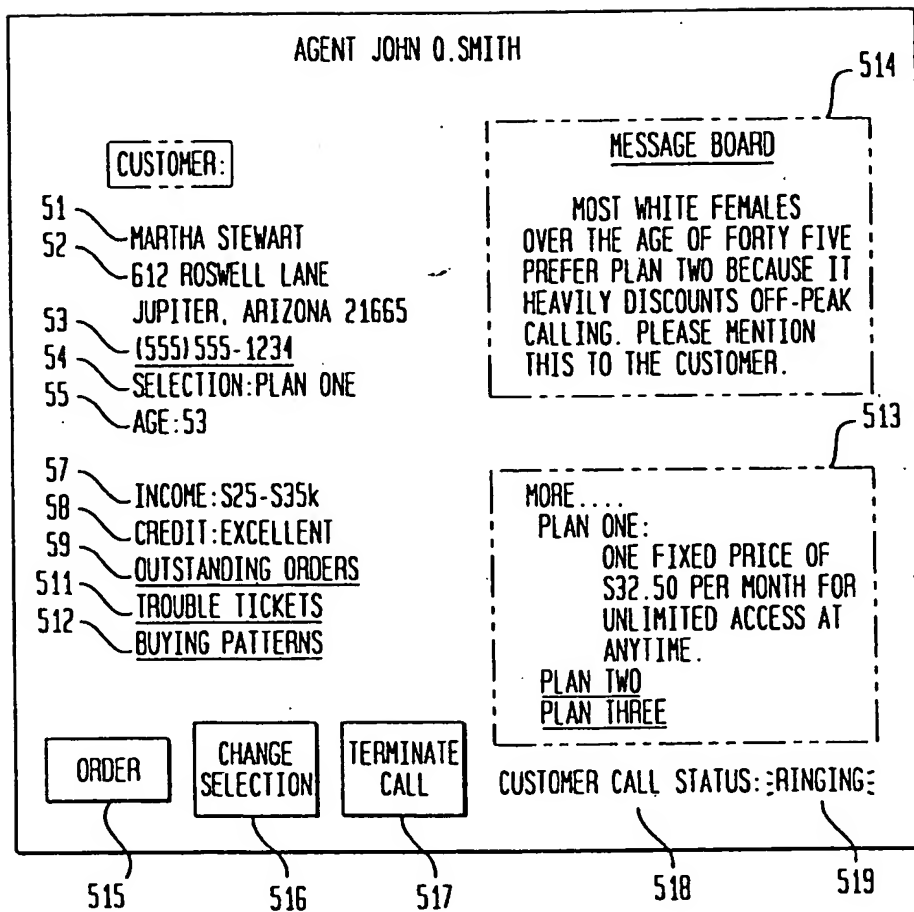 AGENT JOHN Q.SMITH
514
CUSTOMER:
MESSAGE BOARD
51
MARTHA STEWART
52
612 ROSWELL LANE
JUPITER, ARIZONA 21665
53
(555)555-1234
54
SELECTION:PLAN ONE
55
AGE:53
MOST WHITE FEMALES
OVER THE AGE OF FORTY FIVE
PREFER PLAN TWO BECAUSE IT
HEAVILY DISCOUNTS OFF-PEAK
CALLING. PLEASE MENTION
THIS TO THE CUSTOMER.
513
57
INCOME:S25-S35k
58
CREDIT:EXCELLENT
59
OUTSTANDING ORDERS
511
TROUBLE TICKETS
512
BUYING PATTERNS
MORE....
PLAN ONE:
ONE FIXED PRICE OF
S32.50 PER MONTH FOR
UNLIMITED ACCESS AT
ANYTIME.
PLAN TWO
PLAN THREE
ORDER
CHANGE
SELECTION
TERMINATE
CALL
CUSTOMER CALL STATUS: RINGING
515
516
517
518
519